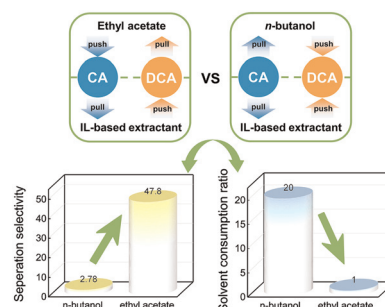 Ethyl acetate
push
pull
CA
DCA
pull
push
IL-based extractant
VS
n-butanol
pull
push
CA
DCA
push
pull
IL-based extractant
Seperation selectivity
50
40
30
20
10
0
2.78
47.8
n-butanol
ethyl acetate
Solvent consumption ratio
20
15
10
5
0
20
1
n-butanol
ethyl acetate